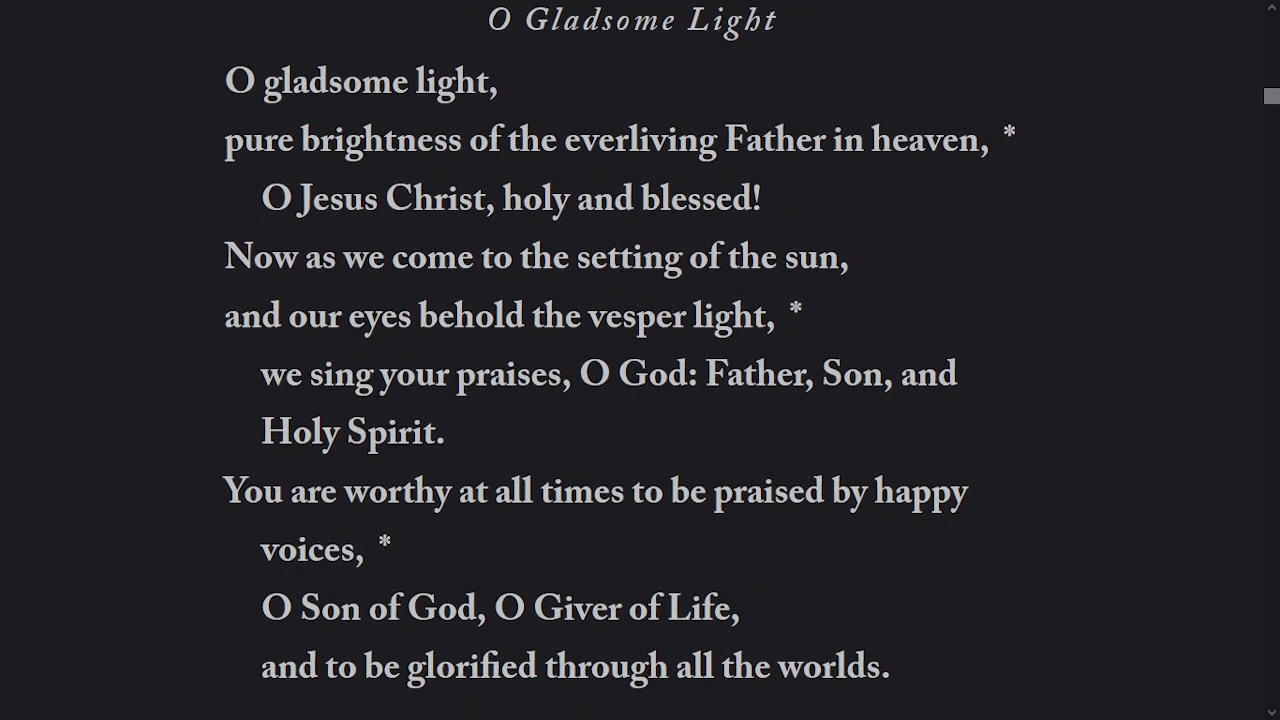 O Gladsome Light
O gladsome light,
pure brightness of the everliving Father in heaven, *
O Jesus Christ, holy and blessed!
Now as we come to the setting of the sun,
and our eyes behold the vesper light, *
we sing your praises, O God: Father, Son, and
Holy Spirit.
You are worthy at all times to be praised by happy
voices, *
O Son of God, O Giver of Life,
and to be glorified through all the worlds.